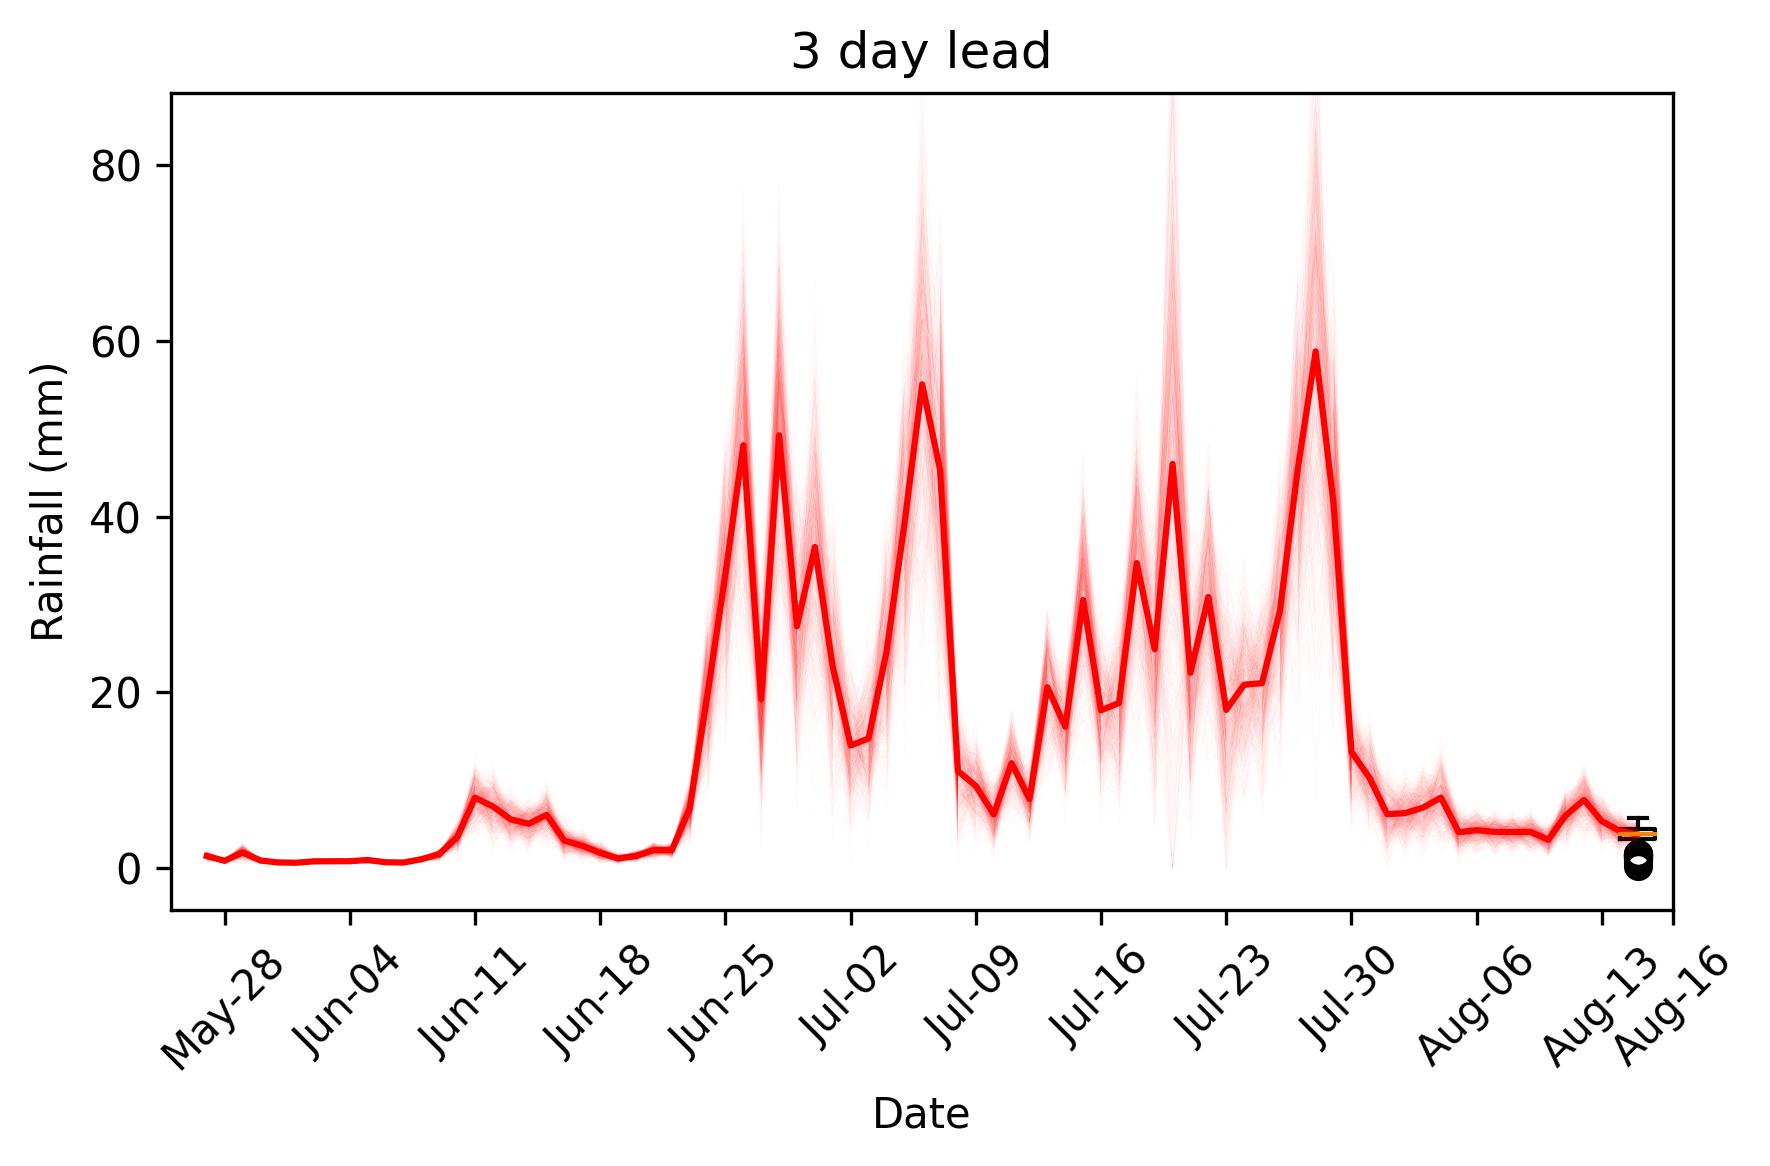 3 day lead
Rainfall (mm)
80
60
40
20
0
May-28
Jun-04
Jun-11
Jun-18
Jun-25
Jul-02
Jul-09
Jul-16
Jul-23
Jul-30
Aug-06
Aug-13
Aug-16
Date